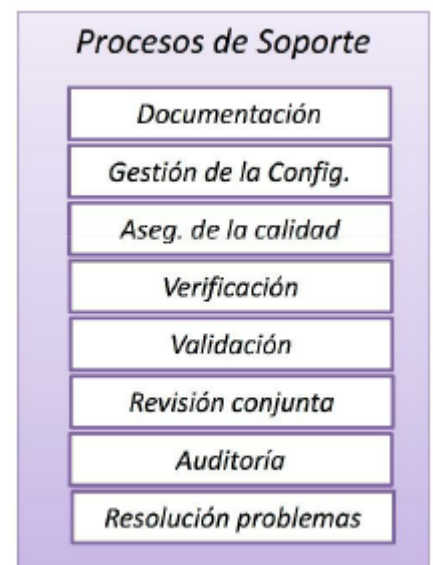 Procesos de Soporte
Documentación
Gestión de la Config.
Aseg. de la calidad
Verificación
Validación
Revisión conjunta
Auditoría
Resolución problemas